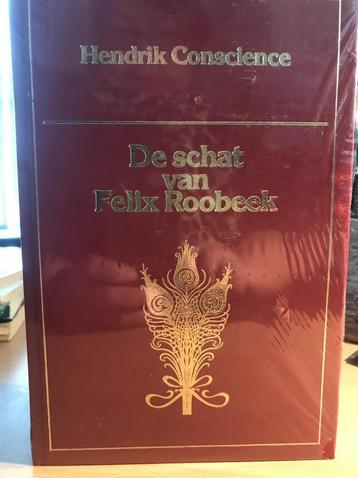 Hendrik Conscience
De schat
van
Felix Roobeek